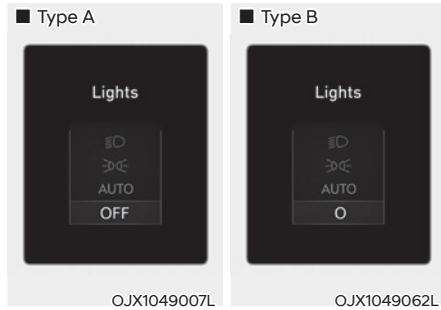 ■ Type A
Lights
AUTO
OFF
OJX1049007L
■ Type B
Lights
AUTO
O
OJX1049062L